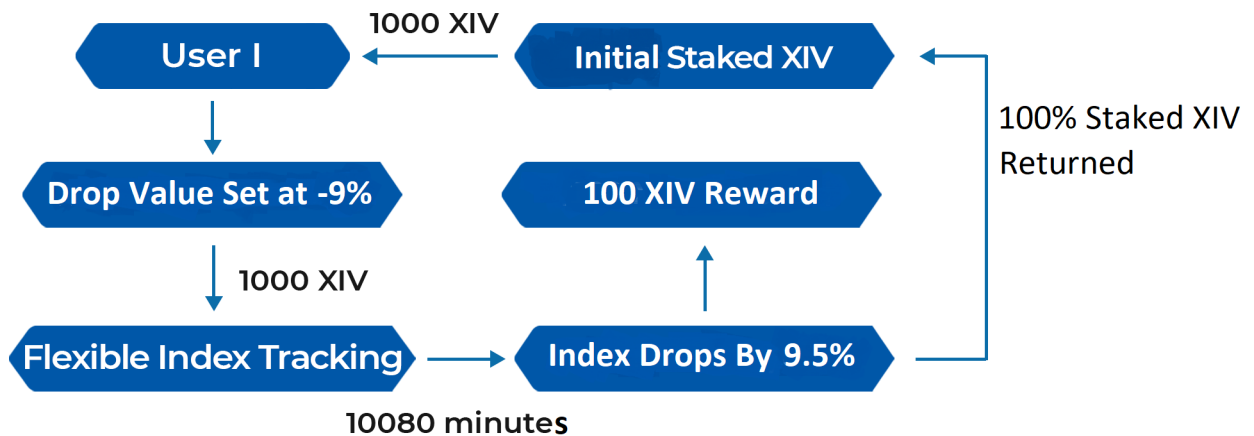 1000 XIV
User I
Initial Staked XIV
100% Staked XIV
Returned
Drop Value Set at -9%
100 XIV Reward
1000 XIV
Flexible Index Tracking
Index Drops By 9.5%
10080 minutes